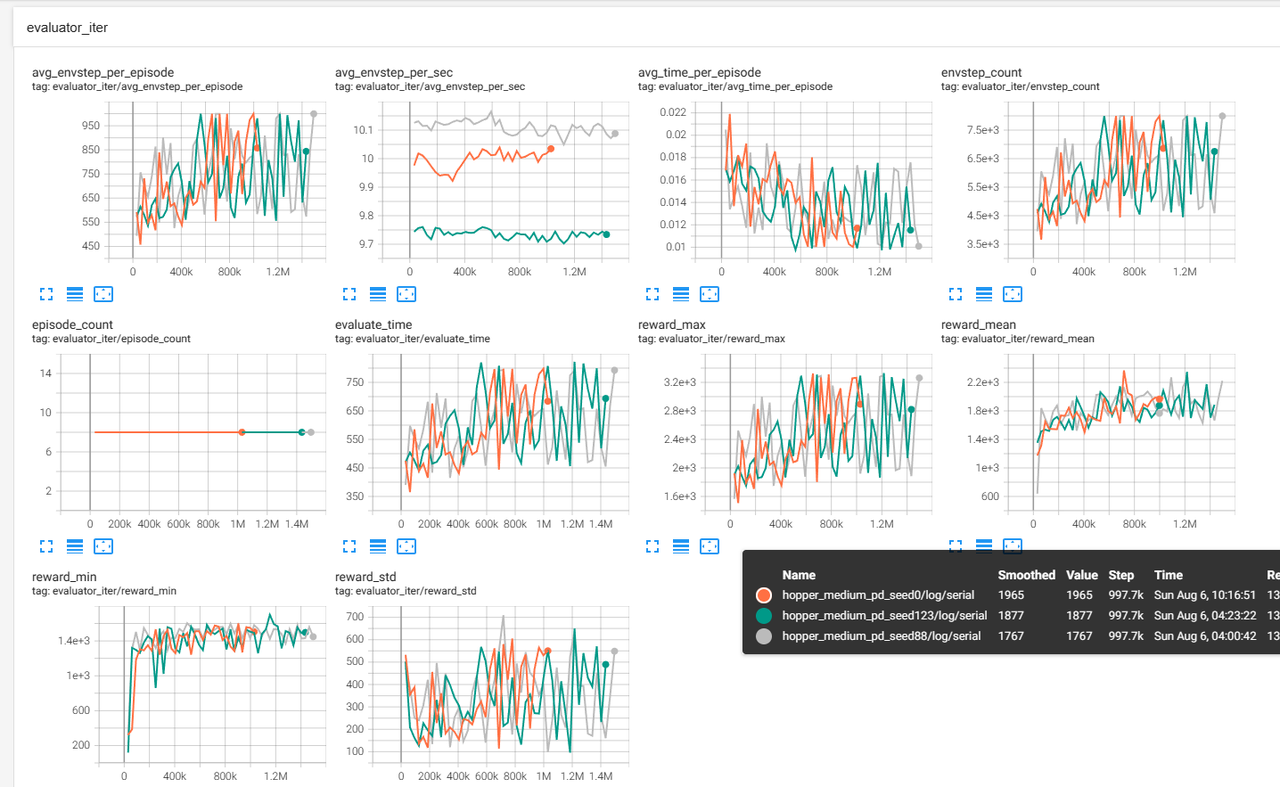 evaluator_iter
avg_envstep_per_episode
tag: evaluator_iter/avg_envstep_per_episode
950
850
750
650
550
450
0 400k 800k 1.2M
avg_envstep_per_sec
tag: evaluator_iter/avg_envstep_per_sec
10.1
10
9.9
9.8
9.7
0 400k 800k 1.2M
avg_time_per_episode
tag: evaluator_iter/avg_time_per_episode
0.022
0.02
0.018
0.016
0.014
0.012
0.01
0 400k 800k 1.2M
envstep_count
tag: evaluator_iter/envstep_count
7.5e+3
6.5e+3
5.5e+3
4.5e+3
3.5e+3
0 400k 800k 1.2M
episode_count
tag: evaluator_iter/episode_count
14
10
6
2
0 200k 400k 600k 800k 1M 1.2M 1.4M
evaluate_time
tag: evaluator_iter/evaluate_time
750
650
550
450
350
0 200k 400k 600k 800k 1M 1.2M 1.4M
reward_max
tag: evaluator_iter/reward_max
3.2e+3
2.8e+3
2.4e+3
2e+3
1.6e+3
0 400k 800k 1.2M
reward_mean
tag: evaluator_iter/reward_mean
2.2e+3
1.8e+3
1.4e+3
1e+3
600
0 400k 800k 1.2M
reward_min
tag: evaluator_iter/reward_min
1.4e+3
1e+3
600
200
0 400k 800k 1.2M
reward_std
tag: evaluator_iter/reward_std
700
600
500
400
300
200
100
0 200k 400k 600k 800k 1M 1.2M 1.4M
Name Smoothed Value Step Time Re
hopper_medium_pd_seed0/log/serial 1965 1965 997.7k Sun Aug 6, 10:16:51 13
hopper_medium_pd_seed123/log/serial 1877 1877 997.7k Sun Aug 6, 04:23:22 13
hopper_medium_pd_seed88/log/serial 1767 1767 997.7k Sun Aug 6, 04:00:42 13